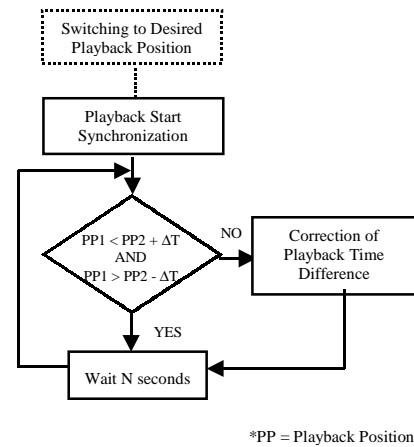 Switching to Desired
Playback Position
Playback Start
Synchronization
PP1 < PP2 + ΔT
AND
PP1 > PP2 - ΔT
NO
Correction of
Playback Time
Difference
YES
Wait N seconds
*PP = Playback Position